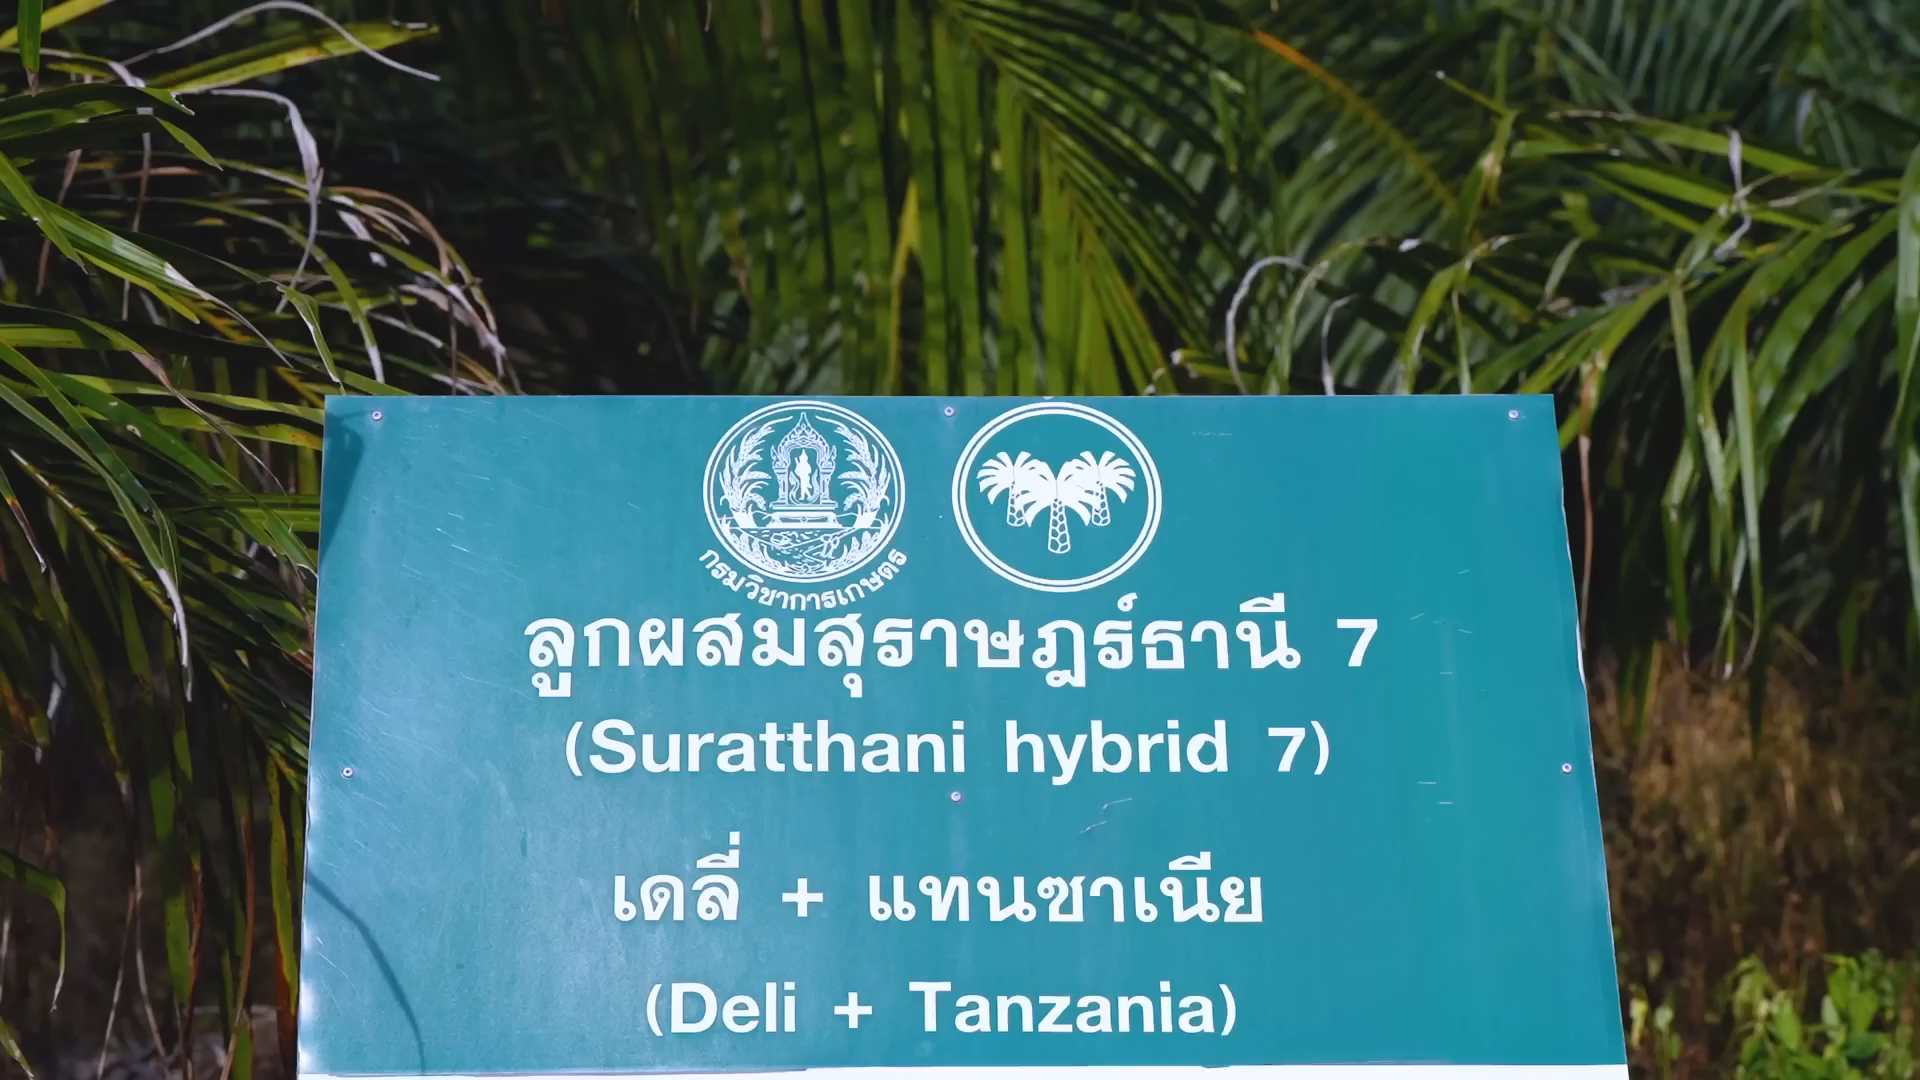 กรมวิชาการเกษตร
ลูกผสมสุราษฎร์ธานี 7
(Suratthani hybrid 7)
เดลี่ + แทนซาเนีย
(Deli + Tanzania)